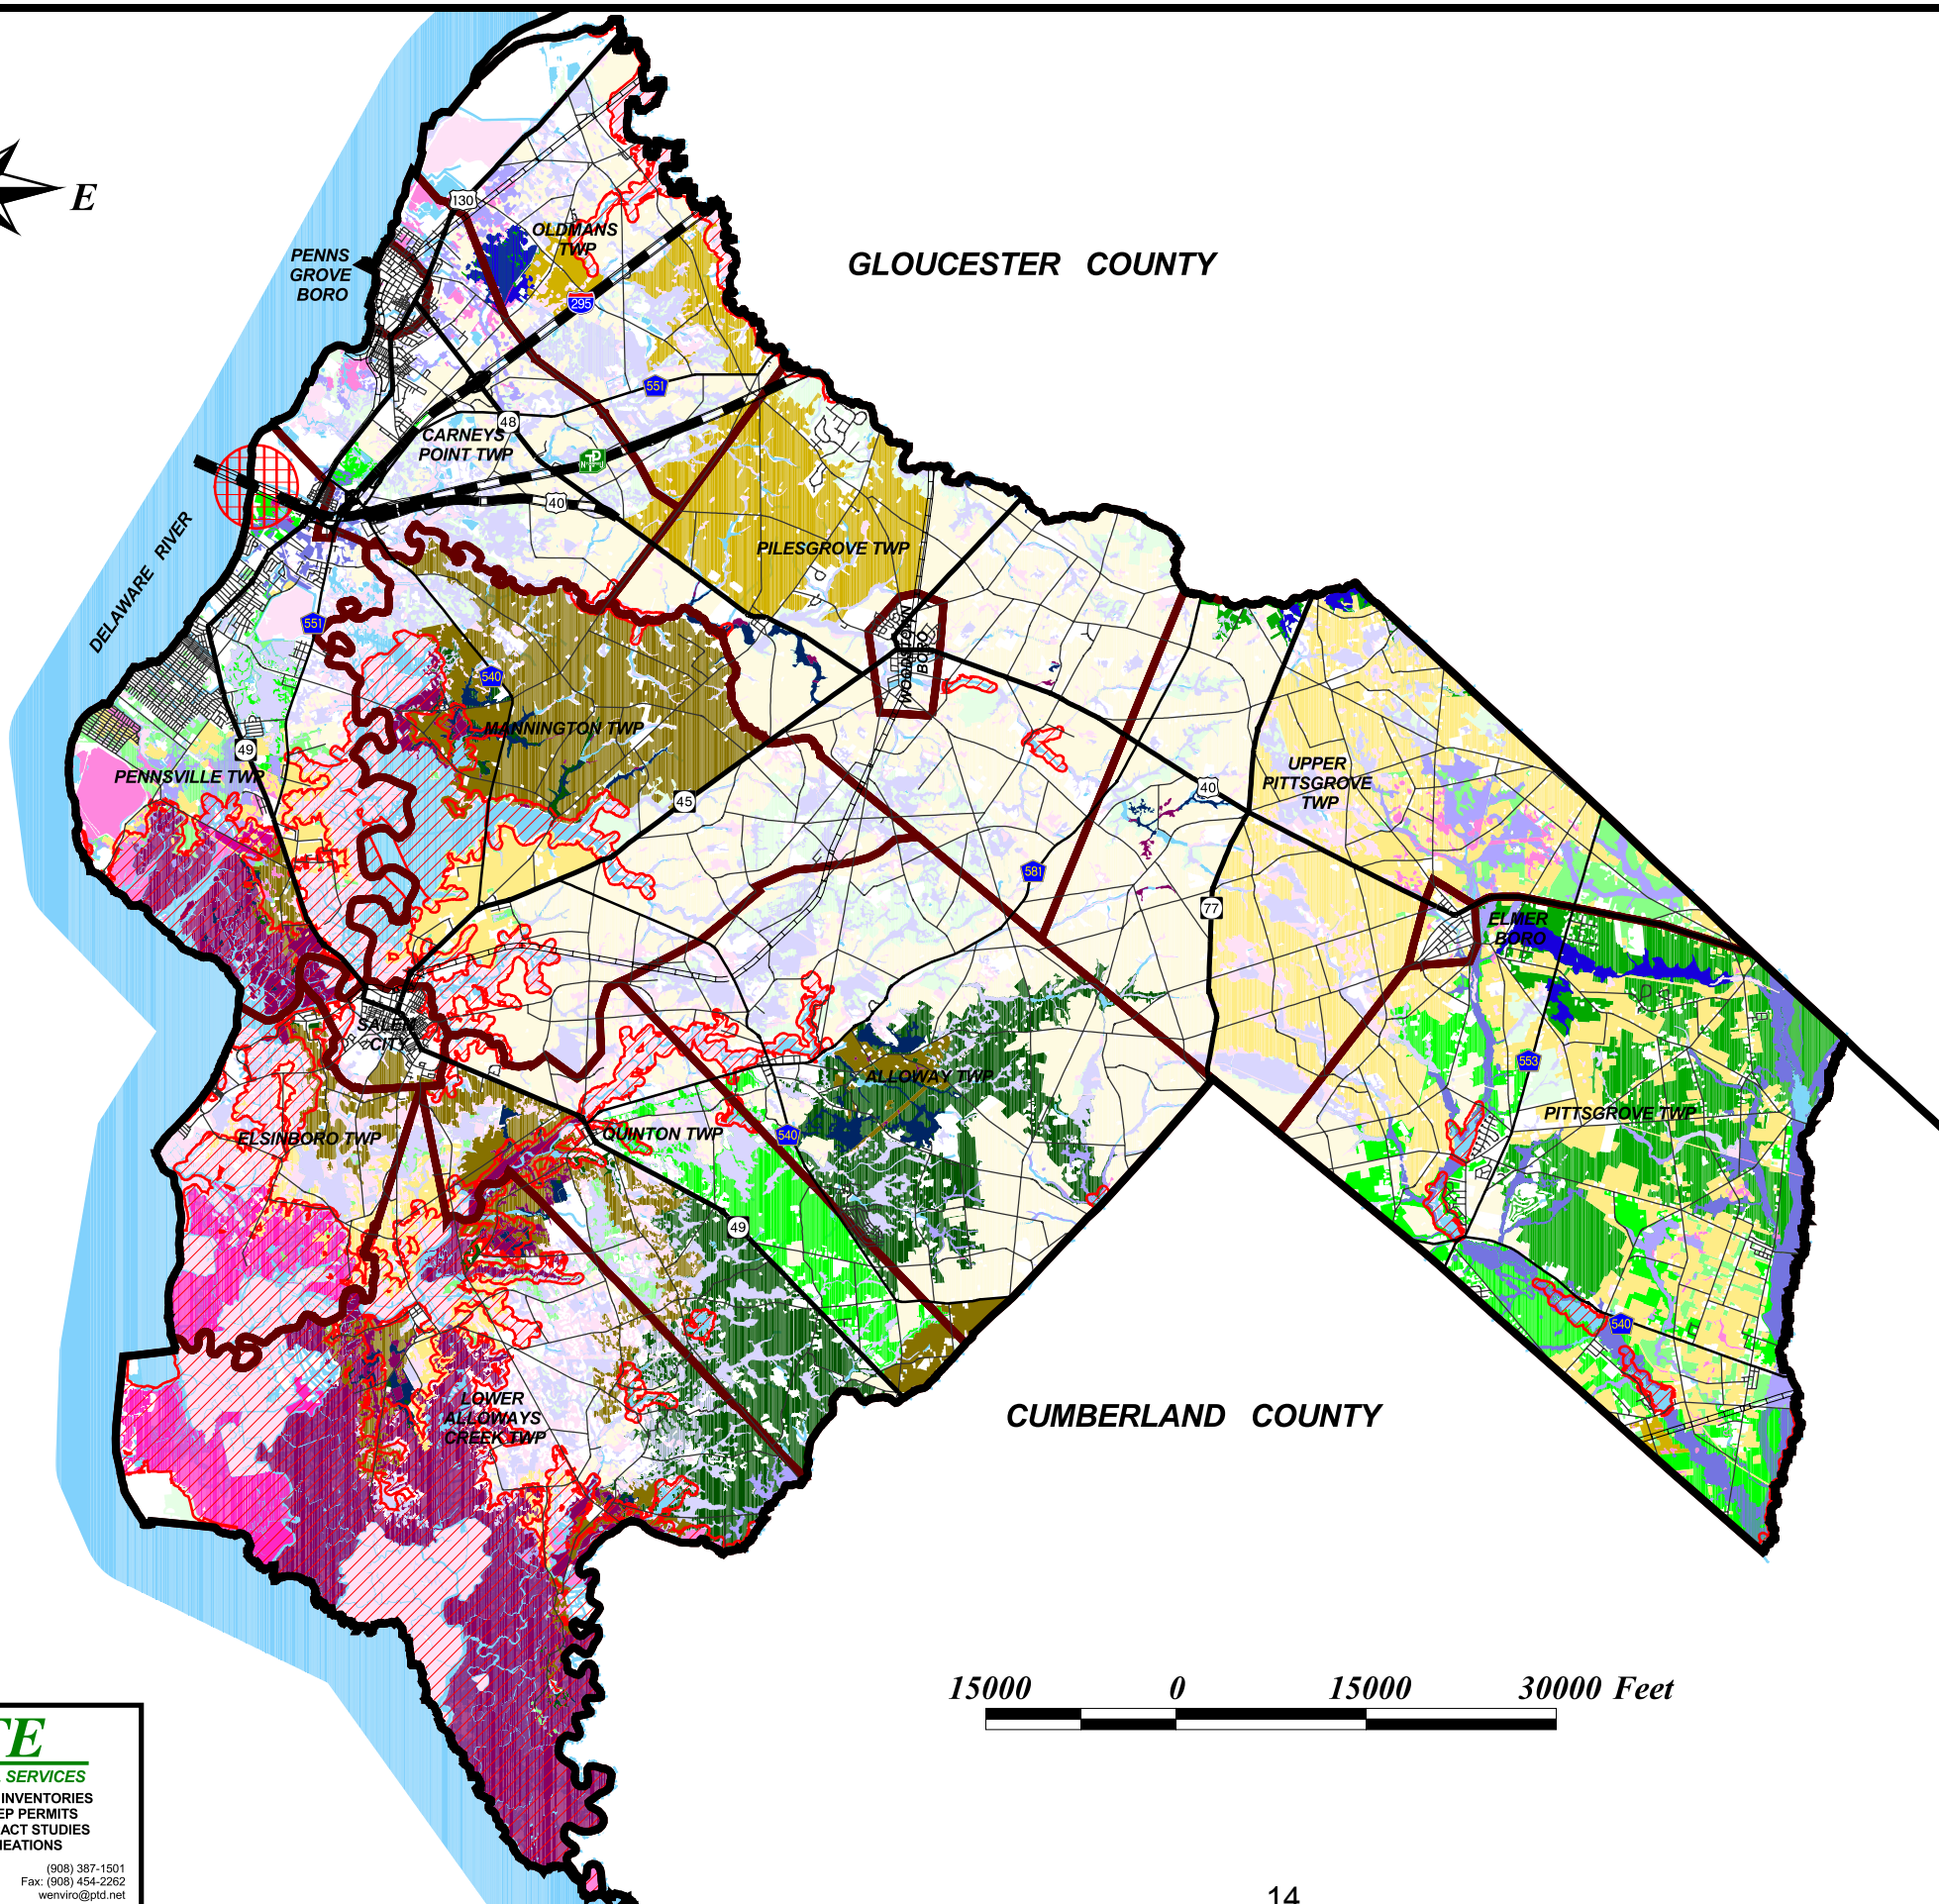 E
GLOUCESTER COUNTY
130
OLDMANS
TWP
PENNS
GROVE
BORO
295
551
48
CARNEYS
POINT TWP
40
DELAWARE RIVER
PILESGROVE TWP
551
WOODSTOWN
BORO
540
MANNINGTON TWP
49
PENNSVILLE TWP
45
UPPER
PITTSGROVE
TWP
40
581
77
ELMER
BORO
SALEM
CITY
553
ALLOWAY TWP
PITTSGROVE TWP
ELSINBORO TWP
QUINTON TWP
540
49
540
LOWER
ALLOWAYS
CREEK TWP
CUMBERLAND COUNTY
15000 0 15000 30000 Feet
TE
SERVICES
INVENTORIES
EP PERMITS
ACT STUDIES
EATIONS
(908) 387-1501
Fax: (908) 454-2262
wenviro@ptd.net
14